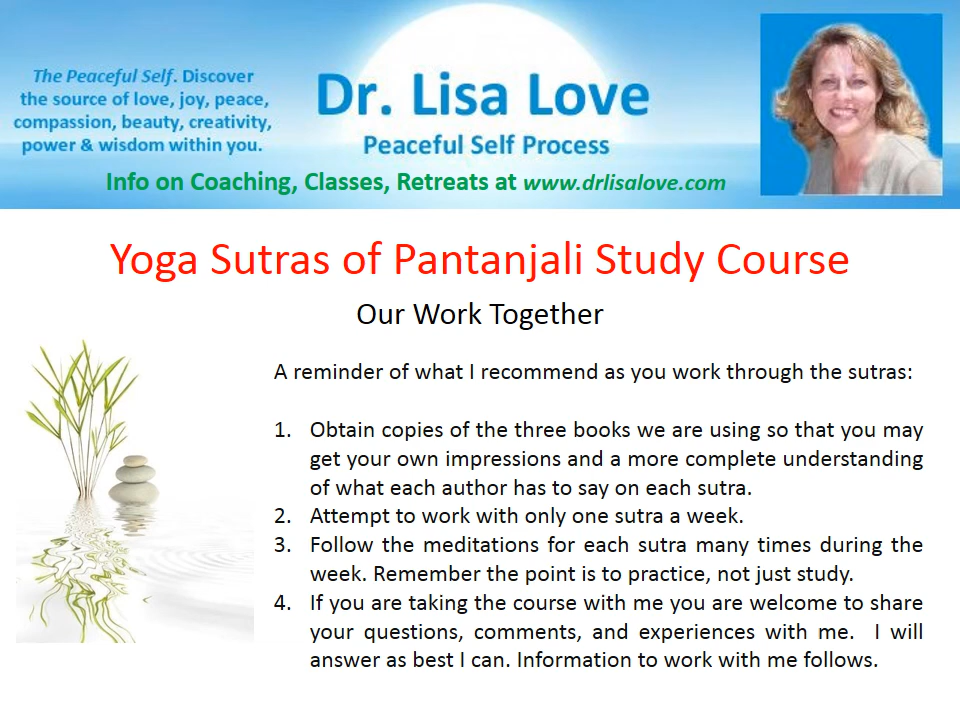 The Peaceful Self. Discover
the source of love, joy, peace,
compassion, beauty, creativity,
power & wisdom within you.
Dr. Lisa Love
Peaceful Self Process
Info on Coaching, Classes, Retreats at www.drlisalove.com
Yoga Sutras of Pantanjali Study Course
Our Work Together
A reminder of what I recommend as you work through the sutras:
1. Obtain copies of the three books we are using so that you may
get your own impressions and a more complete understanding
of what each author has to say on each sutra.
2. Attempt to work with only one sutra a week.
3. Follow the meditations for each sutra many times during the
week. Remember the point is to practice, not just study.
4. If you are taking the course with me you are welcome to share
your questions, comments, and experiences with me. I will
answer as best I can. Information to work with me follows.